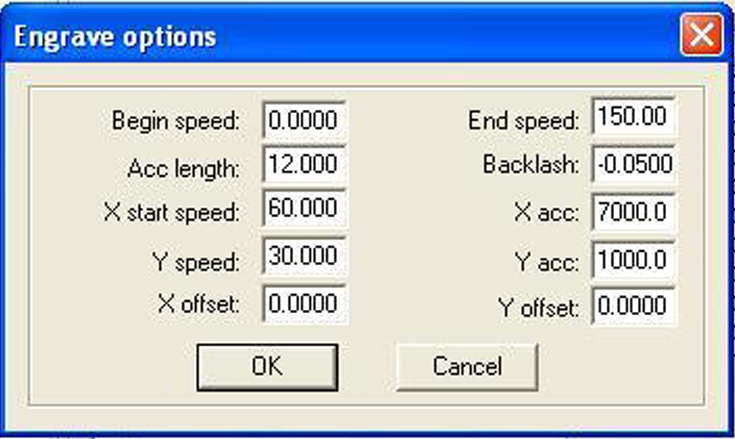 Engrave options
Begin speed: 0.0000 End speed: 150.00
Acc length: 12.000 Backlash: -0.0500
X start speed: 60.000 X acc: 7000.0
Y speed: 30.000 Y acc: 1000.0
X offset: 0.0000 Y offset: 0.0000
OK Cancel